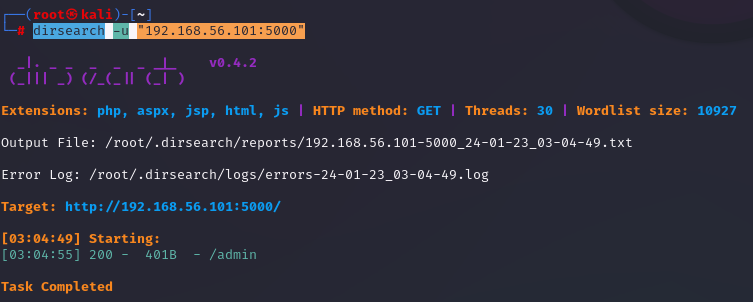 ┌──(root㉿kali)-[~]
└─# dirsearch -u "192.168.56.101:5000"
  _|. _ _  _  _  _ _|_    v0.4.2
 (_||| _) (/_(_|| (_| )
Extensions: php, aspx, jsp, html, js | HTTP method: GET | Threads: 30 | Wordlist size: 10927
Output File: /root/.dirsearch/reports/192.168.56.101-5000_24-01-23_03-04-49.txt
Error Log: /root/.dirsearch/logs/errors-24-01-23_03-04-49.log
Target: http://192.168.56.101:5000/
[03:04:49] Starting:
[03:04:55] 200 -  401B  - /admin
Task Completed